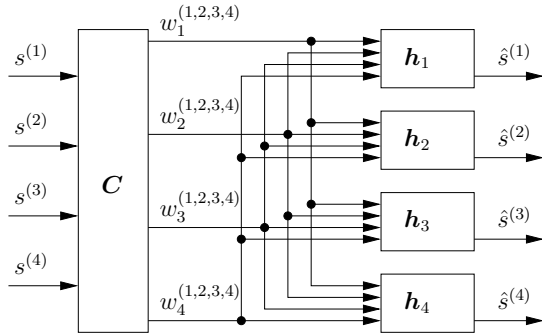 s^{(1)}
s^{(2)}
s^{(3)}
s^{(4)}
C
w_1^{(1,2,3,4)}
w_2^{(1,2,3,4)}
w_3^{(1,2,3,4)}
w_4^{(1,2,3,4)}
h_1
h_2
h_3
h_4
ŝ^{(1)}
ŝ^{(2)}
ŝ^{(3)}
ŝ^{(4)}